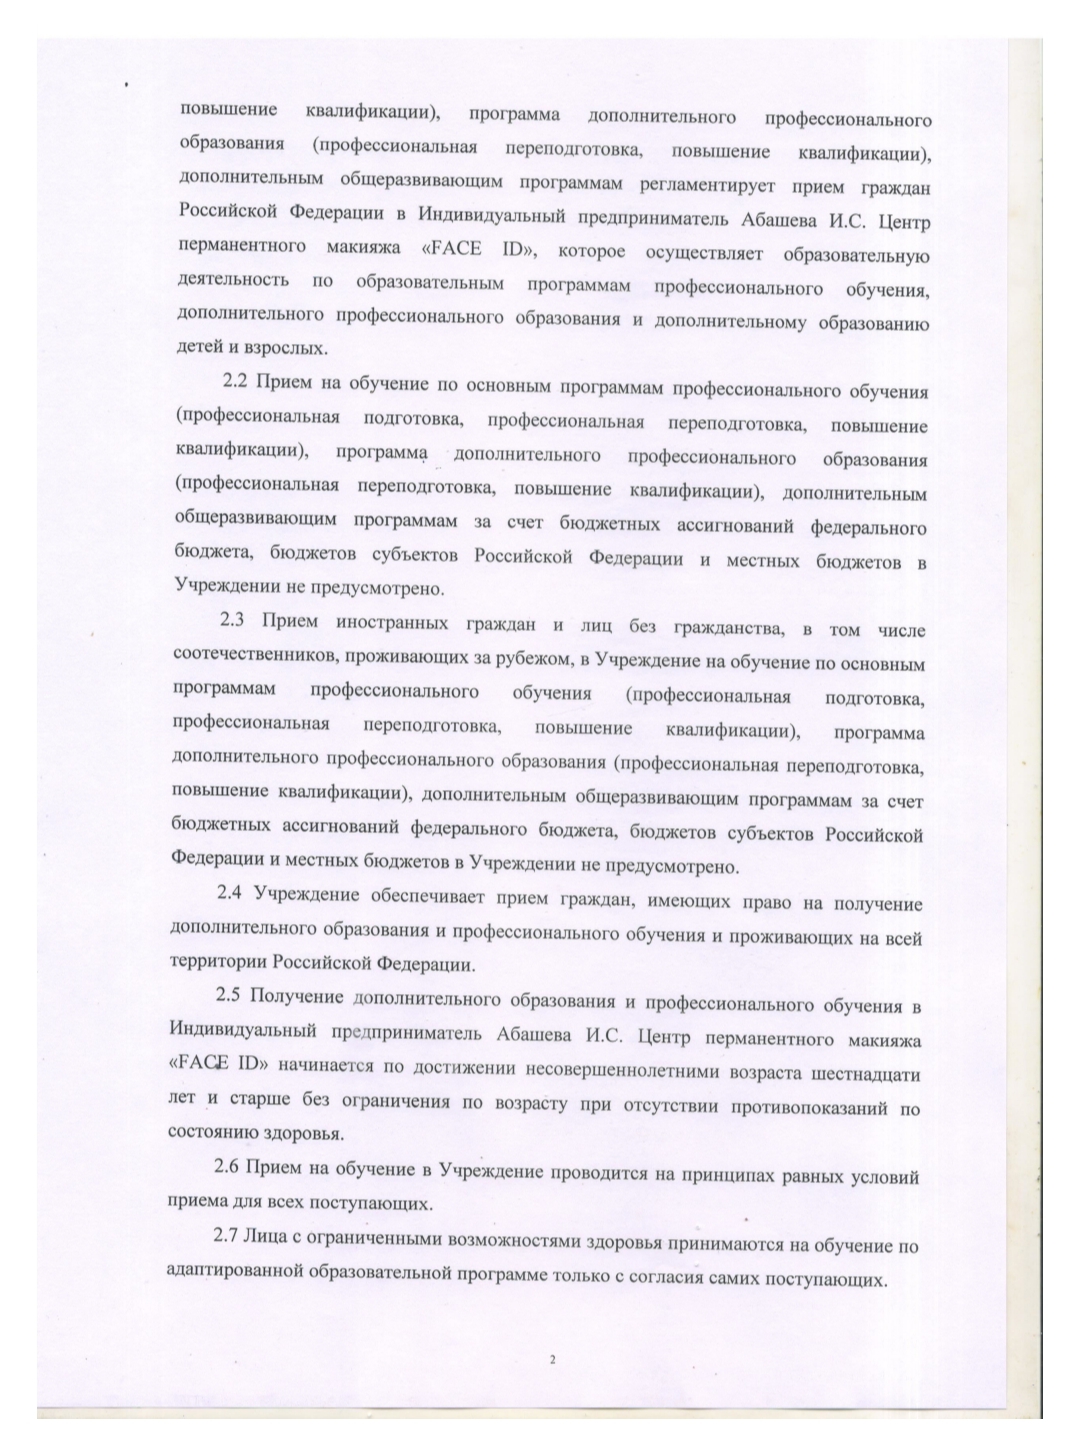 повышение квалификации), программа дополнительного профессионального
образования (профессиональная переподготовка, повышение квалификации),
дополнительным общеразвивающим программам регламентирует прием граждан
Российской Федерации в Индивидуальный предприниматель Абашева И.С. Центр
перманентного макияжа «FACE ID», которое осуществляет образовательную
деятельность по образовательным программам профессионального обучения,
дополнительного профессионального образования и дополнительному образованию
детей и взрослых.
2.2 Прием на обучение по основным программам профессионального обучения
(профессиональная подготовка, профессиональная переподготовка, повышение
квалификации), программа дополнительного профессионального образования
(профессиональная переподготовка, повышение квалификации), дополнительным
общеразвивающим программам за счет бюджетных ассигнований федерального
бюджета, бюджетов субъектов Российской Федерации и местных бюджетов в
Учреждении не предусмотрено.
2.3 Прием иностранных граждан и лиц без гражданства, в том числе
соотечественников, проживающих за рубежом, в Учреждение на обучение по основным
программам профессионального обучения (профессиональная подготовка,
профессиональная переподготовка, повышение квалификации), программа
дополнительного профессионального образования (профессиональная переподготовка,
повышение квалификации), дополнительным общеразвивающим программам за счет
бюджетных ассигнований федерального бюджета, бюджетов субъектов Российской
Федерации и местных бюджетов в Учреждении не предусмотрено.
2.4 Учреждение обеспечивает прием граждан, имеющих право на получение
дополнительного образования и профессионального обучения и проживающих на всей
территории Российской Федерации.
2.5 Получение дополнительного образования и профессионального обучения в
Индивидуальный предприниматель Абашева И.С. Центр перманентного макияжа
«FACE ID» начинается по достижении несовершеннолетними возраста шестнадцати
лет и старше без ограничения по возрасту при отсутствии противопоказаний по
состоянию здоровья.
2.6 Прием на обучение в Учреждение проводится на принципах равных условий
приема для всех поступающих.
2.7 Лица с ограниченными возможностями здоровья принимаются на обучение по
адаптированной образовательной программе только с согласия самих поступающих.
2